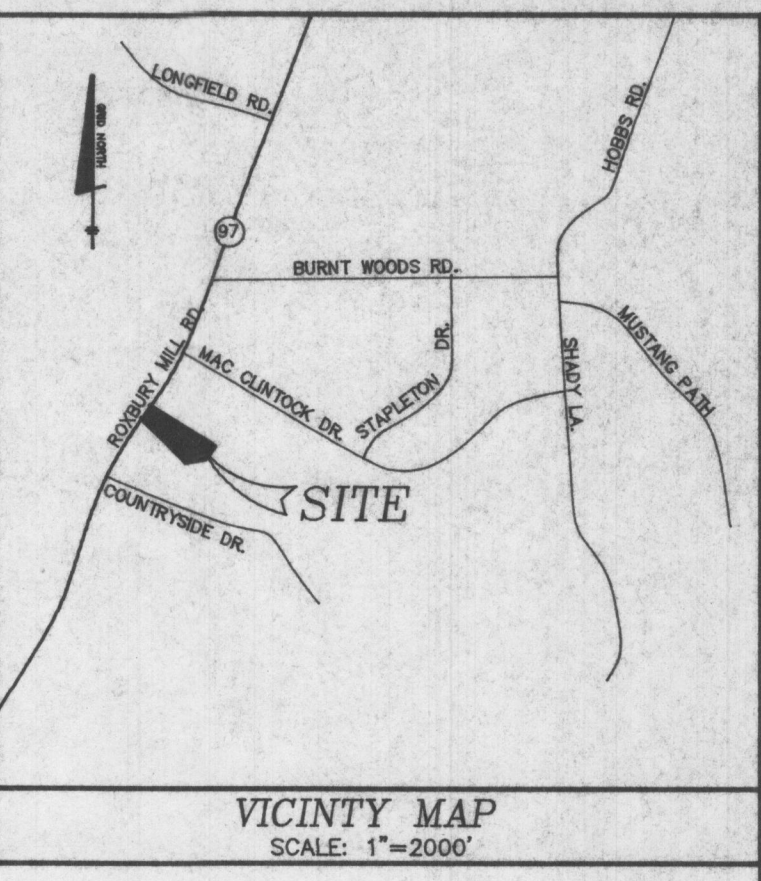 LONGFIELD RD.
GRID NORTH
HOBBS RD.
97
BURNT WOODS RD.
ROXBURY MILL RD.
MAC CLINTOCK DR.
STAPLETON DR.
SHADY LA.
MUSTANG PATH
COUNTRYSIDE DR.
SITE
VICINTY MAP
SCALE: 1"=2000'